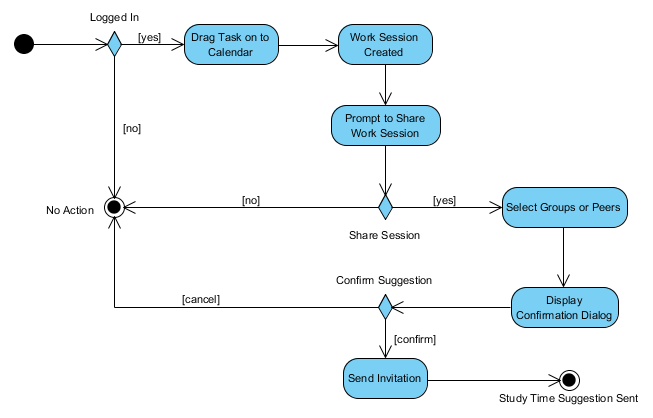 Logged In
[yes]
Drag Task on to
Calendar
Work Session
Created
[no]
Prompt to Share
Work Session
No Action
[no]
[yes]
Select Groups or Peers
Share Session
Confirm Suggestion
[cancel]
Display
Confirmation Dialog
[confirm]
Send Invitation
Study Time Suggestion Sent